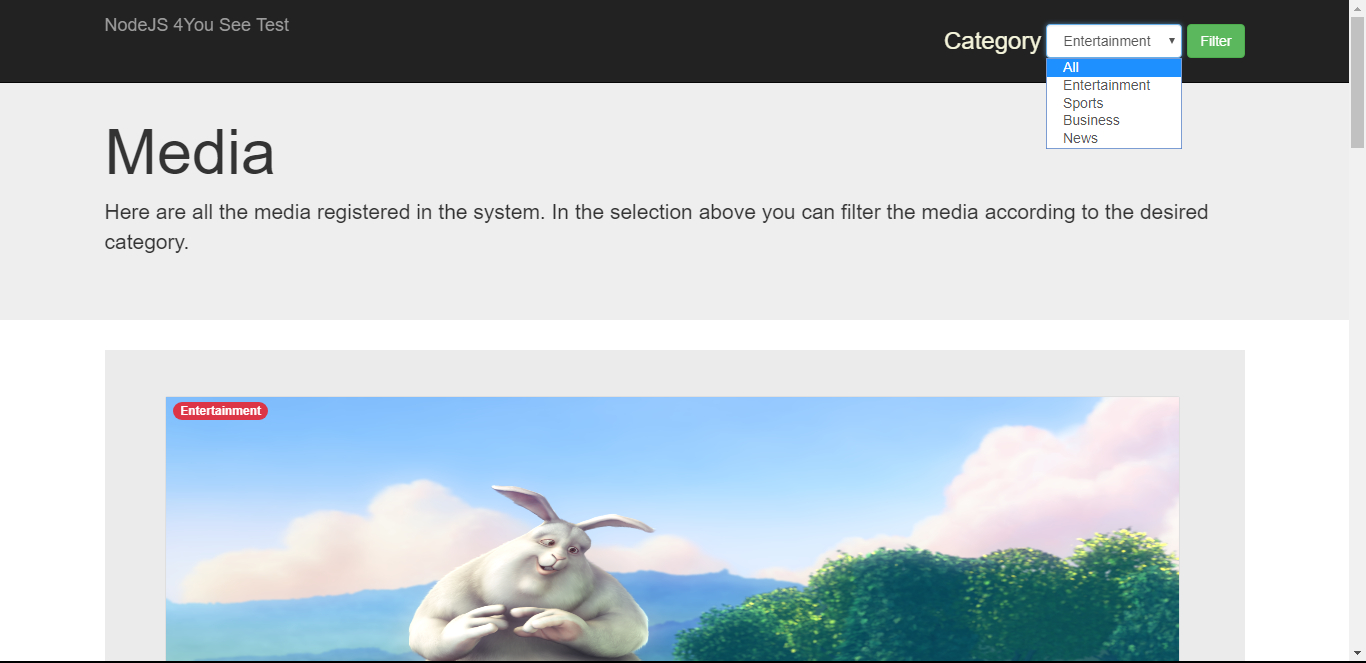 NodeJS 4You See Test
Category Entertainment Filter
All
Entertainment
Sports
Business
News
Media
Here are all the media registered in the system. In the selection above you can filter the media according to the desired
category.
Entertainment